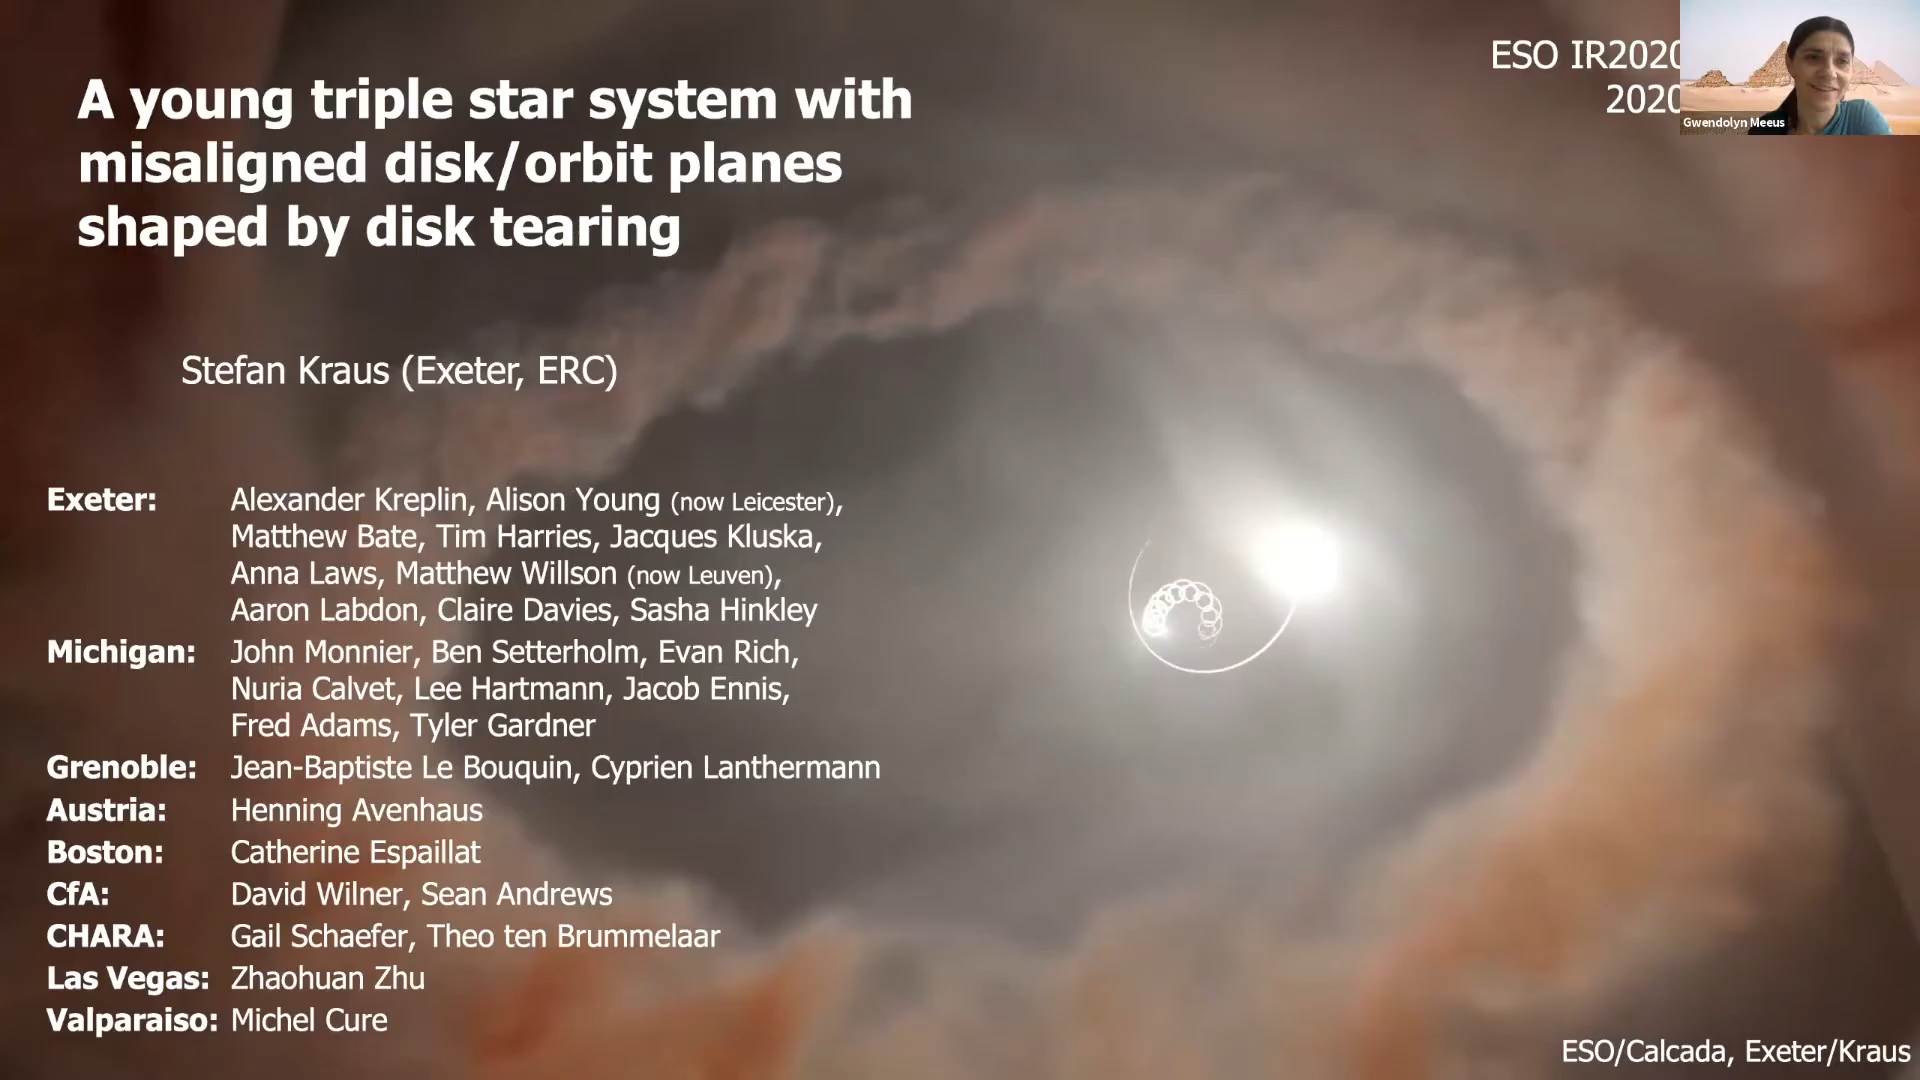 A young triple star system with
misaligned disk/orbit planes
shaped by disk tearing
ESO IR2020
2020
Gwendolyn Meeus
Stefan Kraus (Exeter, ERC)
Exeter: Alexander Kreplin, Alison Young (now Leicester),
Matthew Bate, Tim Harries, Jacques Kluska,
Anna Laws, Matthew Willson (now Leuven),
Aaron Labdon, Claire Davies, Sasha Hinkley
Michigan: John Monnier, Ben Setterholm, Evan Rich,
Nuria Calvet, Lee Hartmann, Jacob Ennis,
Fred Adams, Tyler Gardner
Grenoble: Jean-Baptiste Le Bouquin, Cyprien Lanthermann
Austria: Henning Avenhaus
Boston: Catherine Espaillat
CfA: David Wilner, Sean Andrews
CHARA: Gail Schaefer, Theo ten Brummelaar
Las Vegas: Zhaohuan Zhu
Valparaiso: Michel Cure
ESO/Calcada, Exeter/Kraus